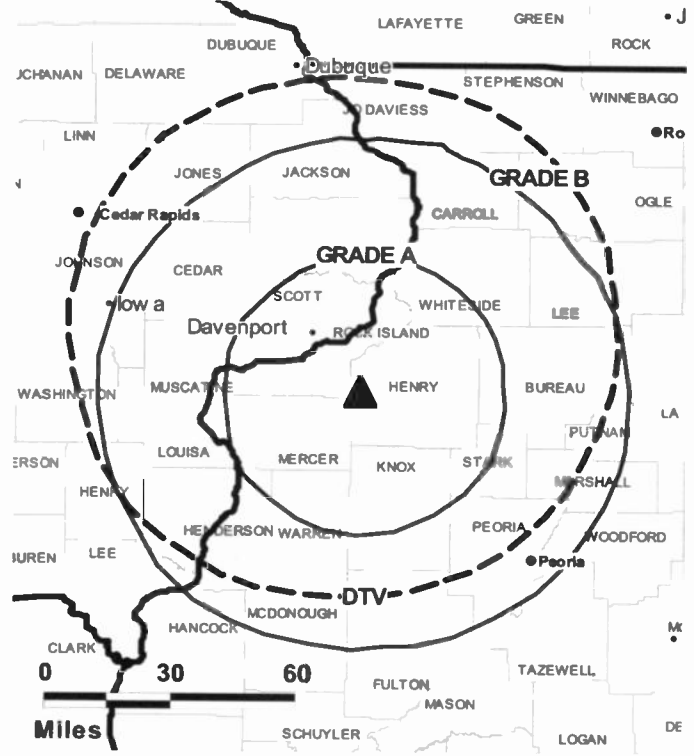 LAFAYETTE
GREEN
J
DUBUQUE
ROCK
Dubuque
JCHANAN
DELAWARE
STEPHENSON
WINNEBAGO
JO DAVIESS
LINN
Ro
JONES
JACKSON
GRADE B
OGLE
Cedar Rapids
CARROLL
JOHNSON
CEDAR
GRADE A
SCOTT
WHITESIDE
Iowa
LEE
Davenport
ROCK ISLAND
WASHINGTON
MUSCATINE
HENRY
BUREAU
LA
PUTNAM
ERSON
LOUISA
MERCER
KNOX
STARK
HENRY
MARSHALL
HENDERSON
WARREN
PEORIA
WOODFORD
BUREN
LEE
Peoria
DTV
MCDONOUGH
HANCOCK
CLARK
0 30 60
TAZEWELL
FULTON
MASON
Miles
SCHUYLER
LOGAN
DE